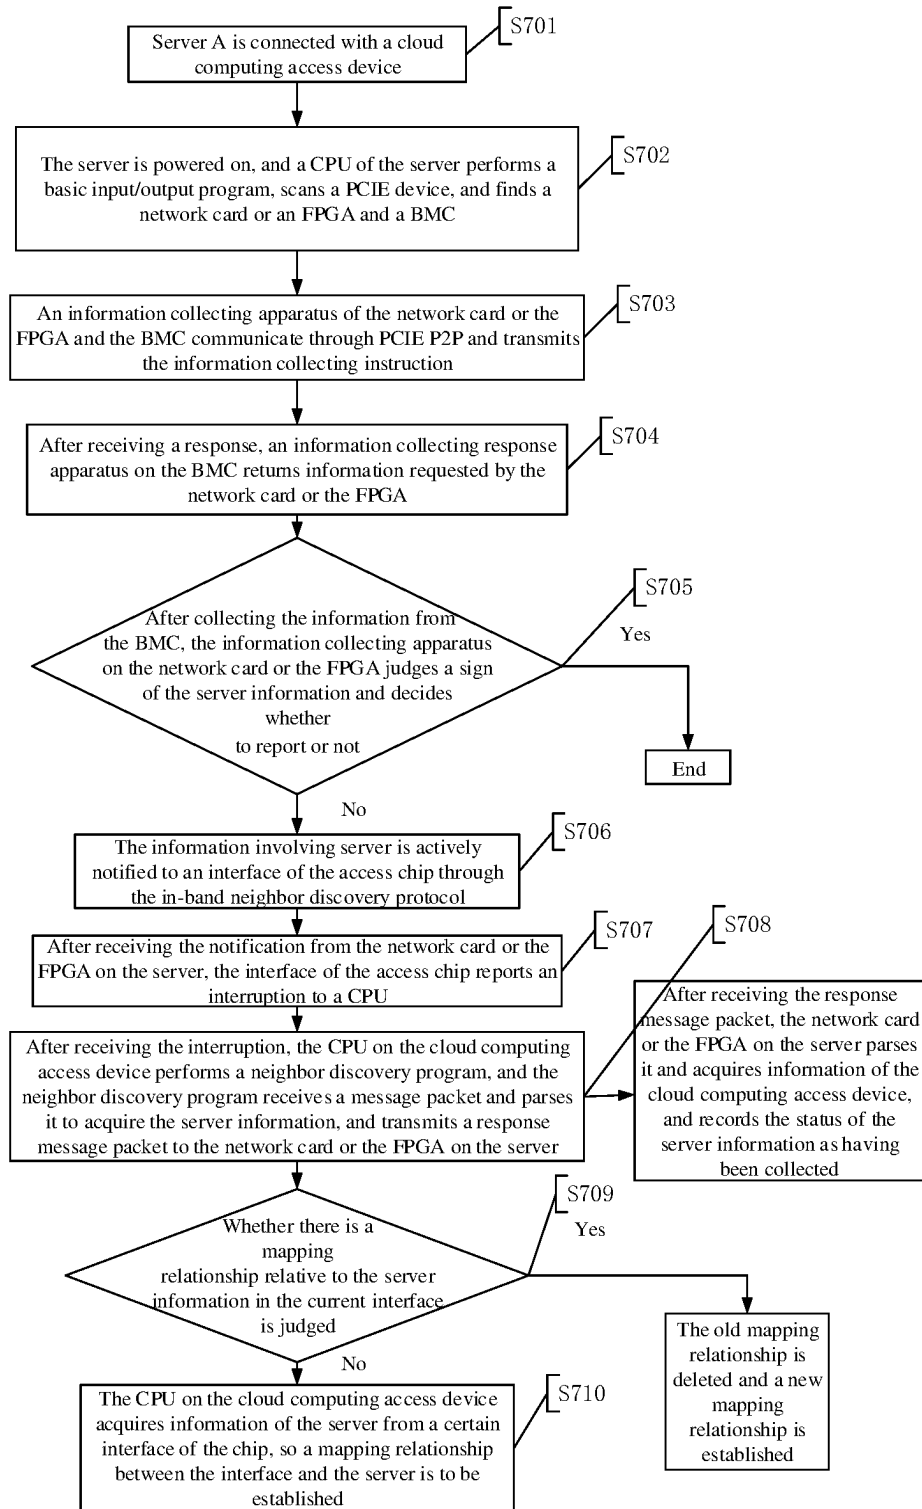 Server A is connected with a cloud
computing access device
S701
The server is powered on, and a CPU of the server performs a
basic input/output program, scans a PCIE device, and finds a
network card or an FPGA and a BMC
S702
An information collecting apparatus of the network card or the
FPGA and the BMC communicate through PCIE P2P and transmits
the information collecting instruction
S703
After receiving a response, an information collecting response
apparatus on the BMC returns information requested by the
network card or the FPGA
S704
After collecting the information from
the BMC, the information collecting apparatus
on the network card or the FPGA judges a sign
of the server information and decides
whether
to report or not
S705
Yes
End
No
The information involving server is actively
notified to an interface of the access chip through
the in-band neighbor discovery protocol
S706
After receiving the notification from the network card or the
FPGA on the server, the interface of the access chip reports an
interruption to a CPU
S707
S708
After receiving the interruption, the CPU on the cloud computing
access device performs a neighbor discovery program, and the
neighbor discovery program receives a message packet and parses
it to acquire the server information, and transmits a response
message packet to the network card or the FPGA on the server
After receiving the response
message packet, the network card
or the FPGA on the server parses
it and acquires information of the
cloud computing access device,
and records the status of the
server information as having
been collected
Whether there is a
mapping
relationship relative to the server
information in the current interface
is judged
S709
Yes
The old mapping
relationship is
deleted and a new
mapping
relationship is
established
No
The CPU on the cloud computing access device
acquires information of the server from a certain
interface of the chip, so a mapping relationship
between the interface and the server is to be
established
S710